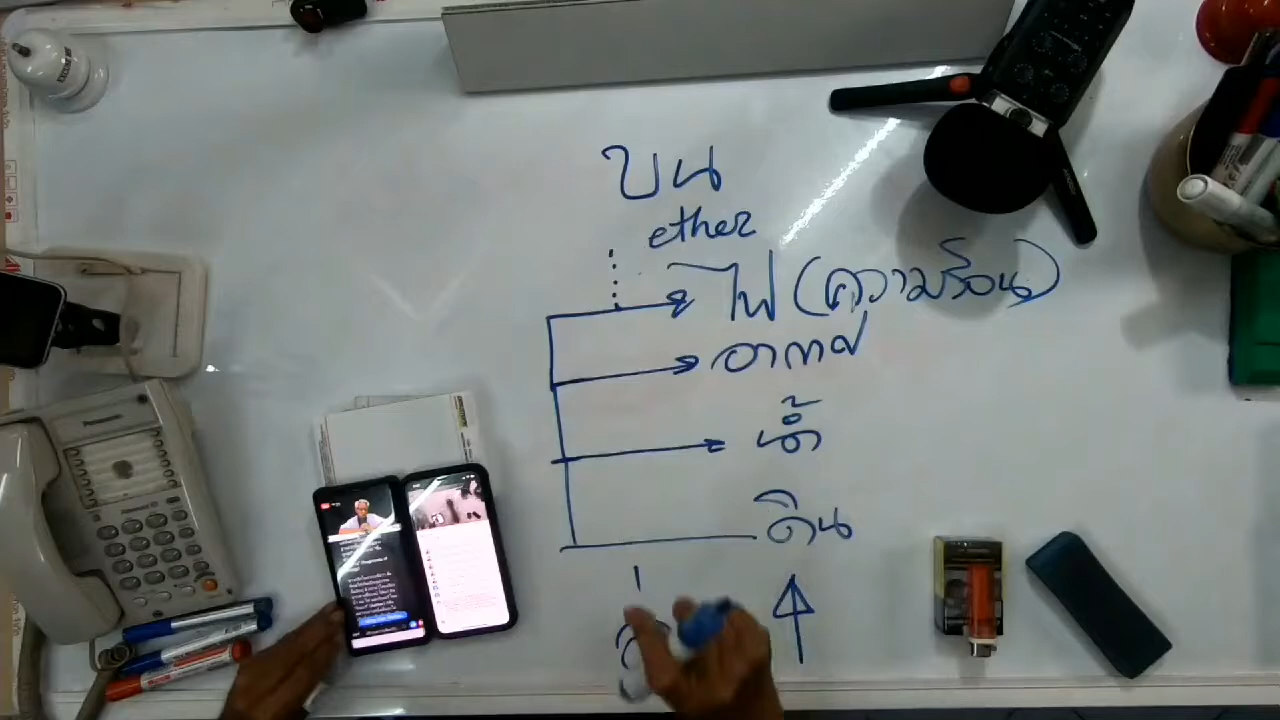 บน
ether
ไฟ (ความร้อน)
อากาศ
น้ำ
ดิน